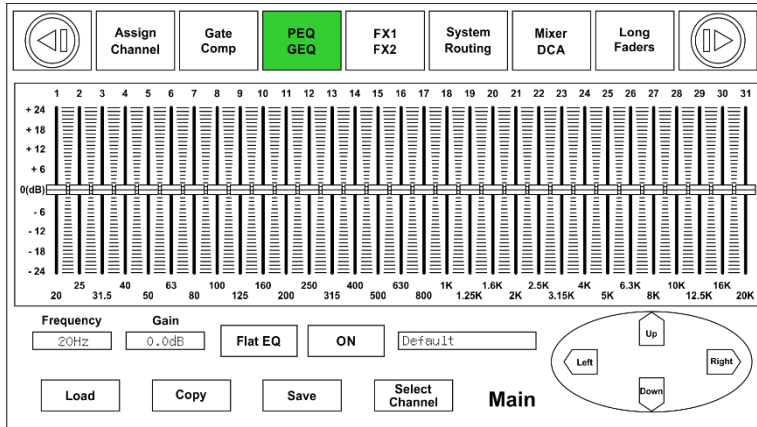 Assign Channel
Gate Comp
PEQ GEQ
FX1 FX2
System Routing
Mixer DCA
Long Faders
1 2 3 4 5 6 7 8 9 10 11 12 13 14 15 16 17 18 19 20 21 22 23 24 25 26 27 28 29 30 31
+ 24
+ 18
+ 12
+ 6
0(dB)
- 6
- 12
- 18
- 24
25 40 63 100 160 250 400 630 1K 1.6K 2.5K 4K 6.3K 10K 16K
20 31.5 50 80 125 200 315 500 800 1.25K 2K 3.15K 5K 8K 12.5K 20K
Frequency Gain
20Hz 0.0dB Flat EQ ON Default
Up
Left Right
Down
Load Copy Save Select Channel Main